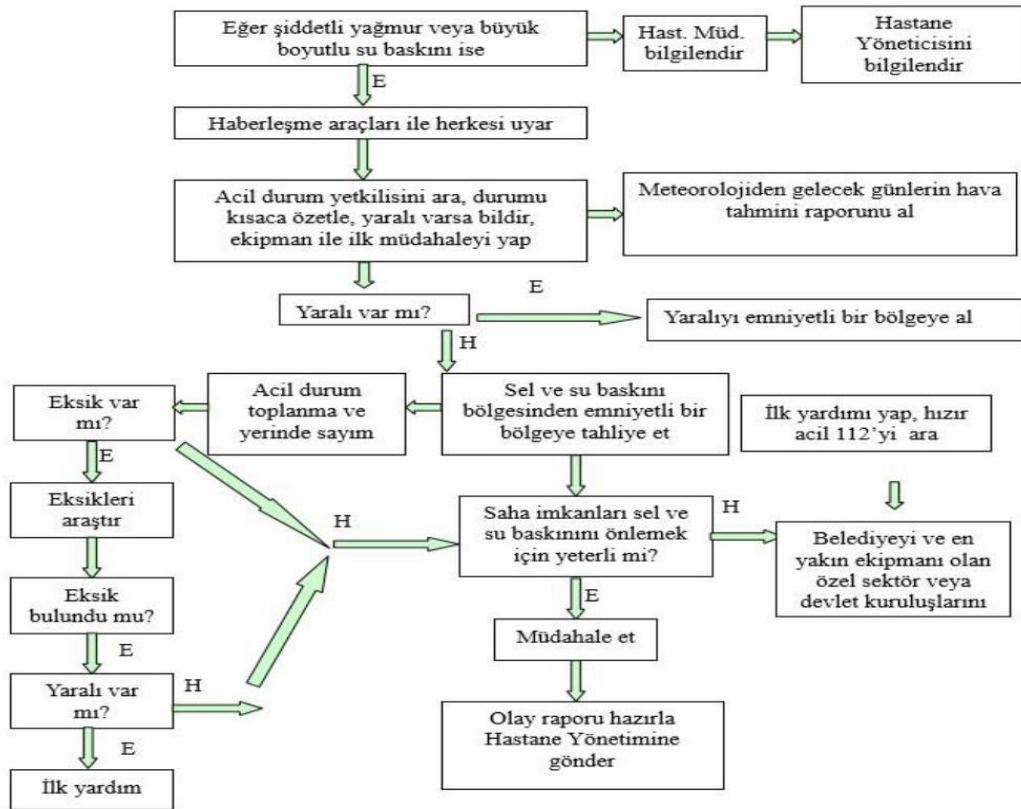 Eğer şiddetli yağmur veya büyük
boyutlu su baskını ise
Hast. Müd.
bilgilendir
Hastane
Yöneticisini
bilgilendir
E
Haberleşme araçları ile herkesi uyar
Acil durum yetkilisini ara, durumu
kısaca özetle, yaralı varsa bildir,
ekipman ile ilk müdahaleyi yap
Meteorolojiden gelecek günlerin hava
tahmini raporunu al
Yaralı var mı?
E
Yaralıyı emniyetli bir bölgeye al
H
Eksik var
mı?
Acil durum
toplanma ve
yerinde sayım
Sel ve su baskını
bölgesinden emniyetli bir
bölgeye tahliye et
İlk yardımı yap, hızır
acil 112’yi ara
E
Eksikleri
araştır
H
Saha imkanları sel ve
su baskınını önlemek
için yeterli mi?
H
Belediyeyi ve en
yakın ekipmanı olan
özel sektör veya
devlet kuruluşlarını
Eksik
bulundu mu?
E
Müdahale et
E
Yaralı var
mı?
H
Olay raporu hazırla
Hastane Yönetimine
gönder
E
İlk yardım